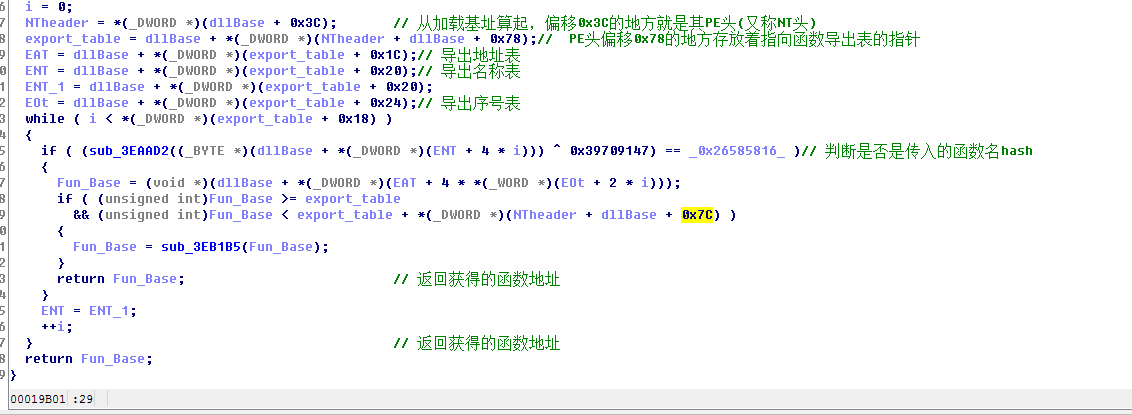 6 i = 0;
7 NTheader = *(_DWORD *)(dllBase + 0x3C); // 从加载基址算起，偏移0x3C的地方就是其PE头(又称NT头)
8 export_table = dllBase + *(_DWORD *)(NTheader + dllBase + 0x78);// PE头偏移0x78的地方存放着指向函数导出表的指针
9 EAT = dllBase + *(_DWORD *)(export_table + 0x1C);// 导出地址表
0 ENT = dllBase + *(_DWORD *)(export_table + 0x20);// 导出名称表
1 ENT_1 = dllBase + *(_DWORD *)(export_table + 0x20);
2 EOt = dllBase + *(_DWORD *)(export_table + 0x24);// 导出序号表
3 while ( i < *(_DWORD *)(export_table + 0x18) )
4 {
5 if ( (sub_3EAAD2((_BYTE *)(dllBase + *(_DWORD *)(ENT + 4 * i))) ^ 0x39709147) == _0x26585816_ )// 判断是否是传入的函数名hash
6 {
7 Fun_Base = (void *)(dllBase + *(_DWORD *)(EAT + 4 * *(_WORD *)(EOt + 2 * i)));
8 if ( (unsigned int)Fun_Base >= export_table
9 && (unsigned int)Fun_Base < export_table + *(_DWORD *)(NTheader + dllBase + 0x7C) )
0 {
1 Fun_Base = sub_3EB1B5(Fun_Base);
2 }
3 return Fun_Base; // 返回获得的函数地址
4 }
5 ENT = ENT_1;
6 ++i;
7 } // 返回获得的函数地址
8 return Fun_Base;
9 }
00019B01 :29